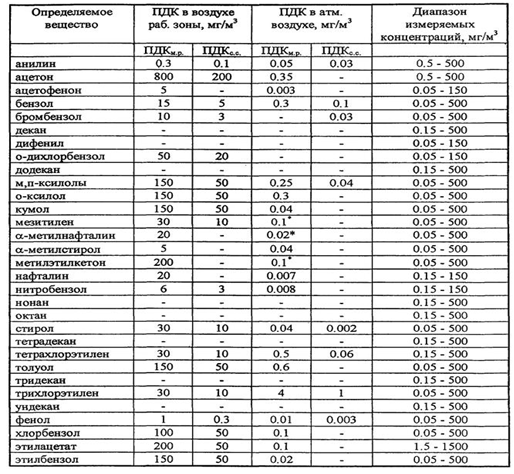 Определяемое вещество | ПДК в воздухе раб. зоны, мг/м³ | ПДК в атм. воздухе, мг/м³ | Диапазон измеряемых концентраций, мг/м³
ПДКм.р. | ПДКс.с. | ПДКм.р. | ПДКс.с.
анилин | 0.3 | 0.1 | 0.05 | 0.03 | 0.5 - 500
ацетон | 800 | 200 | 0.35 | - | 0.5 - 500
ацетофенон | 5 | - | 0.003 | - | 0.05 - 150
бензол | 15 | 5 | 0.3 | 0.1 | 0.05 - 500
бромбензол | 10 | 3 | - | 0.03 | 0.05 - 500
декан | - | - | - | - | 0.15 - 500
дифенил | - | - | - | - | 0.05 - 150
о-дихлорбензол | 50 | 20 | - | - | 0.05 - 150
додекан | - | - | - | - | 0.15 - 500
м,п-ксилолы | 150 | 50 | 0.25 | 0.04 | 0.05 - 500
о-ксилол | 150 | 50 | 0.3 | - | 0.05 - 500
кумол | 150 | 50 | 0.04 | - | 0.05 - 500
мезитилен | 30 | 10 | 0.1* | - | 0.05 - 500
α-метилнафталин | 20 | - | 0.02* | - | 0.05 - 500
α-метилстирол | 5 | - | 0.04 | - | 0.05 - 500
метилэтилкетон | 200 | - | 0.1* | - | 0.05 - 500
нафталин | 20 | - | 0.007 | - | 0.15 - 150
нитробензол | 6 | 3 | 0.008 | - | 0.15 - 150
нонан | - | - | - | - | 0.15 - 500
октан | - | - | - | - | 0.15 - 500
стирол | 30 | 10 | 0.04 | 0.002 | 0.05 - 500
тетрадекан | - | - | - | - | 0.15 - 500
тетрахлорэтилен | 30 | 10 | 0.5 | 0.06 | 0.15 - 500
толуол | 150 | 50 | 0.6 | - | 0.05 - 500
тридекан | - | - | - | - | 0.15 - 500
трихлорэтилен | 30 | 10 | 4 | 1 | 0.05 - 500
ундекан | - | - | - | - | 0.15 - 500
фенол | 1 | 0.3 | 0.01 | 0.003 | 0.05 - 500
хлорбензол | 100 | 50 | 0.1 | - | 0.05 - 500
этилацетат | 200 | 50 | 0.1 | - | 1.5 - 1500
этилбензол | 150 | 50 | 0.02 | - | 0.05 - 500